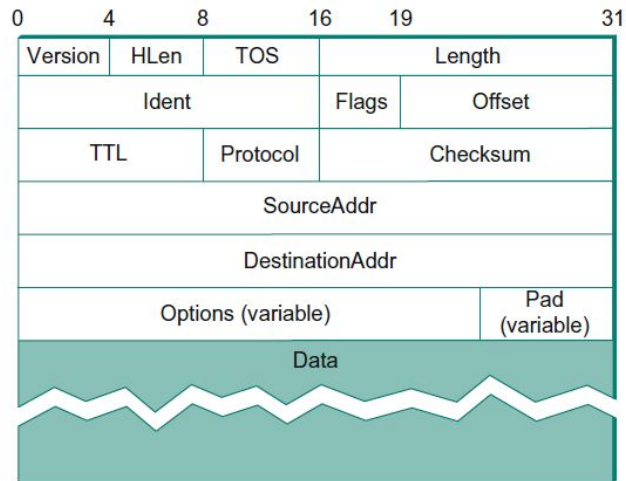 0 4 8 16 19 31
Version HLen TOS Length
Ident Flags Offset
TTL Protocol Checksum
SourceAddr
DestinationAddr
Options (variable) Pad
(variable)
Data